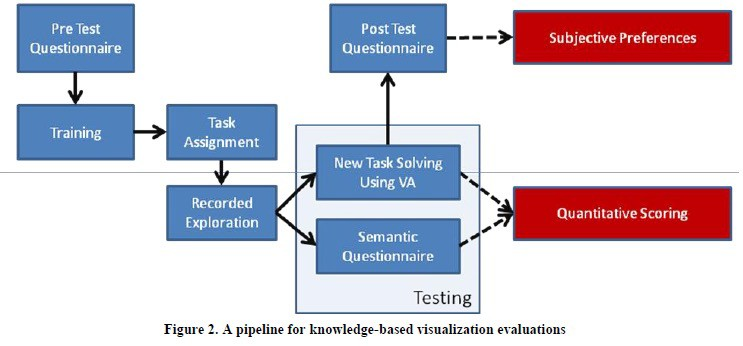 Pre Test
Questionnaire
Post Test
Questionnaire
Subjective Preferences
Training
Task
Assignment
New Task Solving
Using VA
Recorded
Exploration
Quantitative Scoring
Semantic
Questionnaire
Testing
Figure 2. A pipeline for knowledge-based visualization evaluations